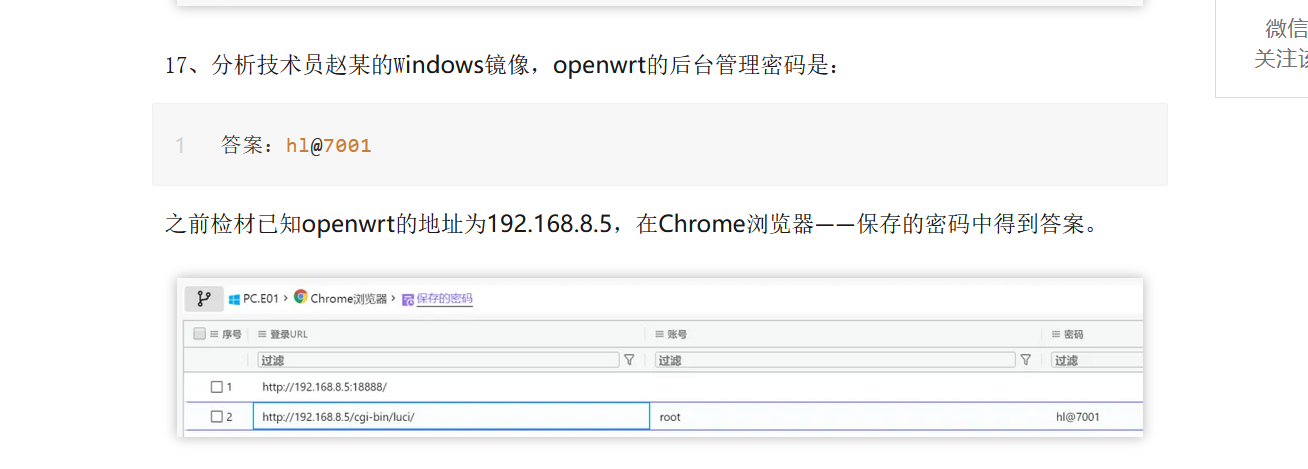 微信
关注该
17、分析技术员赵某的Windows镜像，openwrt的后台管理密码是：
1 答案：hl@7001
之前检材已知openwrt的地址为192.168.8.5，在Chrome浏览器——保存的密码中得到答案。
PC.E01 › Chrome浏览器 › 保存的密码
序号 登录URL 账号 密码
过滤 过滤 过滤
1 http://192.168.8.5:18888/
2 http://192.168.8.5/cgi-bin/luci/ root hl@7001